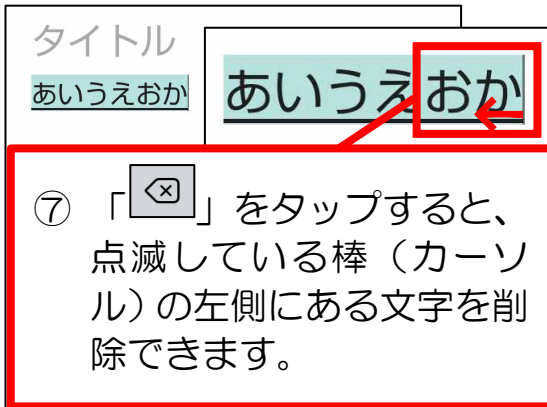 タイトル
あいうえおか
あいうえおか
⑦ 「⌫」をタップすると、
点滅している棒（カーソ
ル）の左側にある文字を削
除できます。